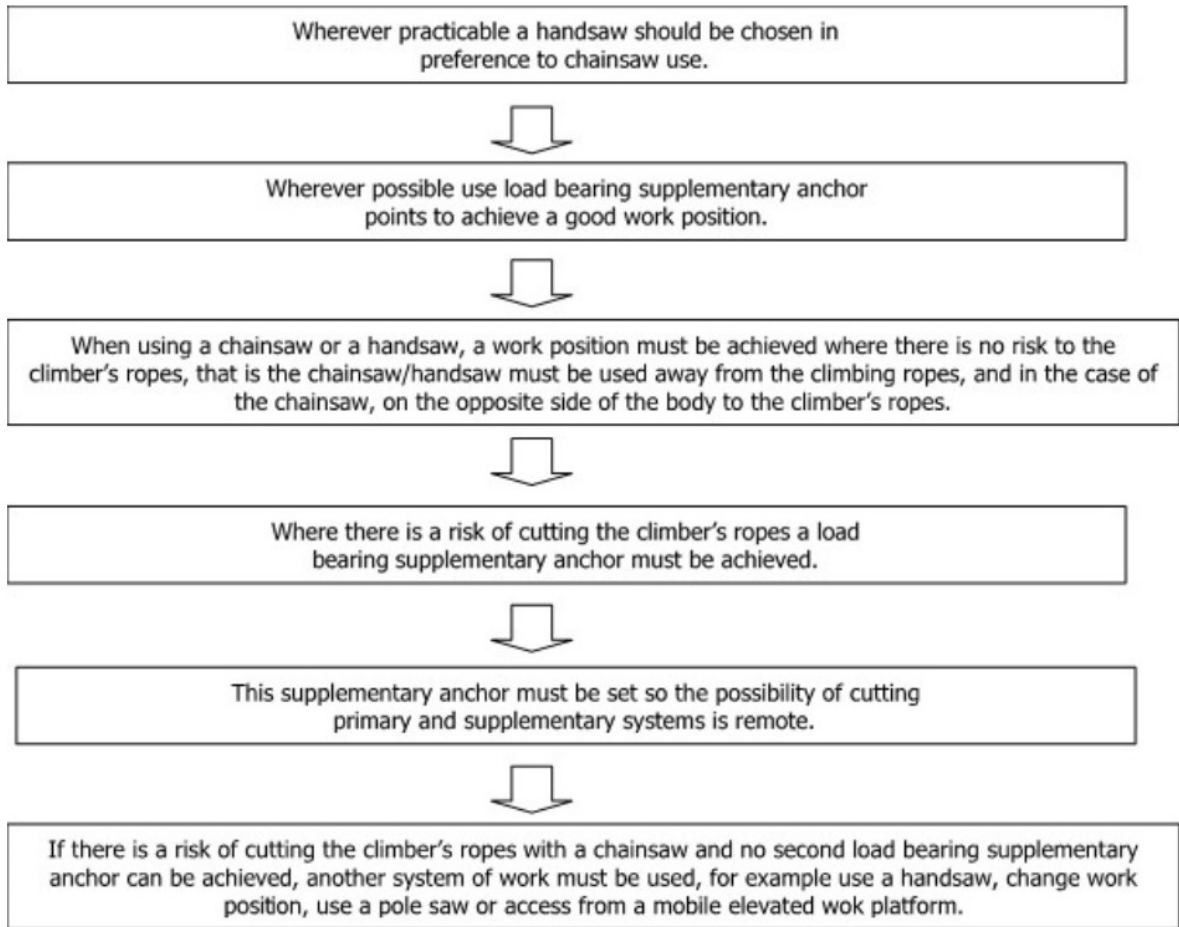 Wherever practicable a handsaw should be chosen in
preference to chainsaw use.
Wherever possible use load bearing supplementary anchor
points to achieve a good work position.
When using a chainsaw or a handsaw, a work position must be achieved where there is no risk to the
climber's ropes, that is the chainsaw/handsaw must be used away from the climbing ropes, and in the case of
the chainsaw, on the opposite side of the body to the climber's ropes.
Where there is a risk of cutting the climber's ropes a load
bearing supplementary anchor must be achieved.
This supplementary anchor must be set so the possibility of cutting
primary and supplementary systems is remote.
If there is a risk of cutting the climber's ropes with a chainsaw and no second load bearing supplementary
anchor can be achieved, another system of work must be used, for example use a handsaw, change work
position, use a pole saw or access from a mobile elevated wok platform.